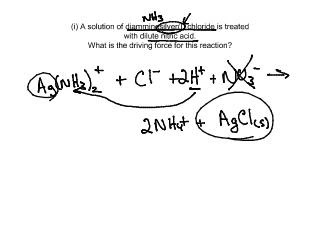 NH₃
(i) A solution of diamminesilver(I) chloride is treated
with dilute nitric acid.
What is the driving force for this reaction?
Ag(NH₃)₂⁺ + Cl⁻ + 2H⁺ + NO₃⁻ →
2NH₄⁺ + AgCl(s)